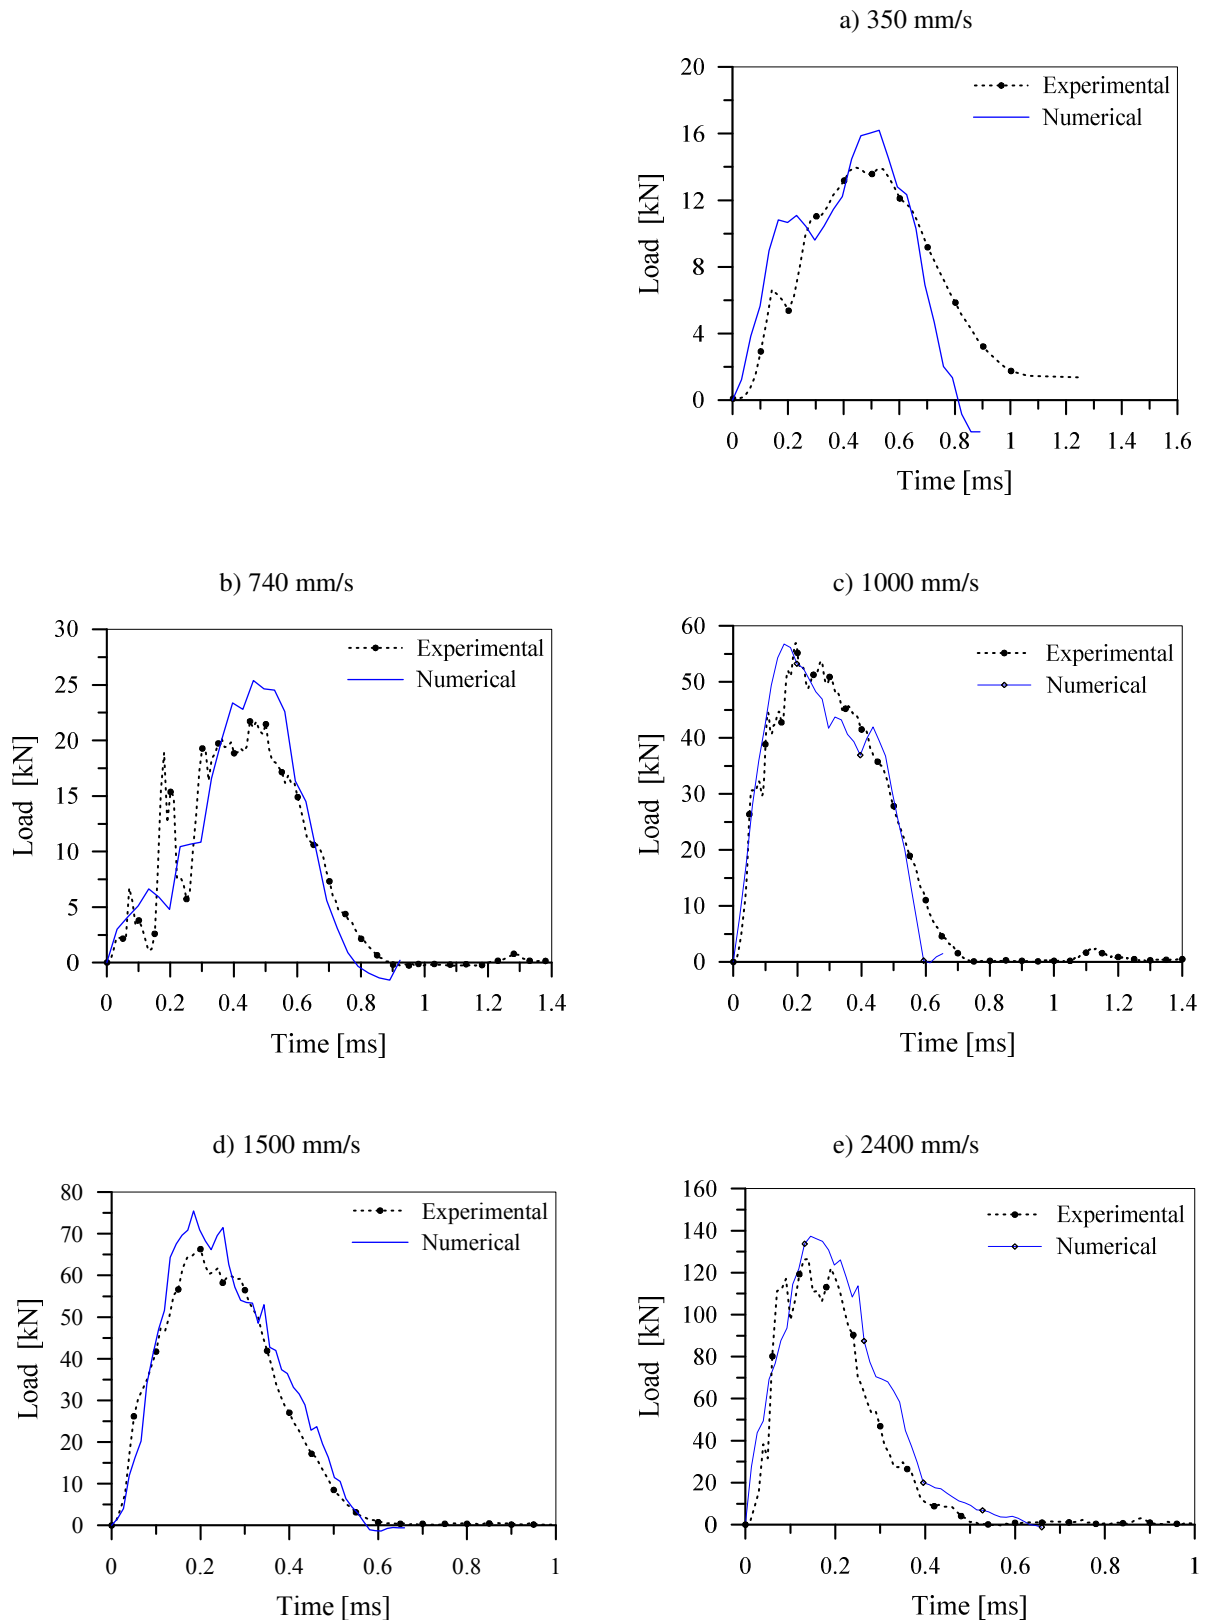 a) 350 mm/s
20
16
12
8
4
0
Load [kN]
Experimental
Numerical
0 0.2 0.4 0.6 0.8 1 1.2 1.4 1.6
Time [ms]
b) 740 mm/s
30
25
20
15
10
5
0
Load [kN]
Experimental
Numerical
0 0.2 0.4 0.6 0.8 1 1.2 1.4
Time [ms]
c) 1000 mm/s
60
50
40
30
20
10
0
Load [kN]
Experimental
Numerical
0 0.2 0.4 0.6 0.8 1 1.2 1.4
Time [ms]
d) 1500 mm/s
80
70
60
50
40
30
20
10
0
Load [kN]
Experimental
Numerical
0 0.2 0.4 0.6 0.8 1
Time [ms]
e) 2400 mm/s
160
140
120
100
80
60
40
20
0
Load [kN]
Experimental
Numerical
0 0.2 0.4 0.6 0.8 1
Time [ms]